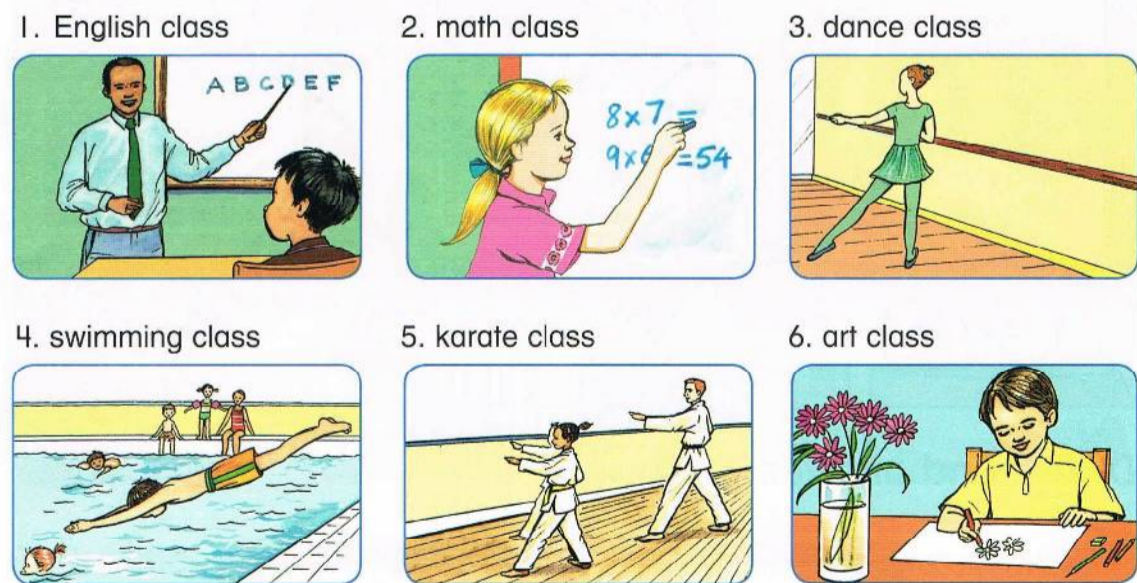 1. English class
2. math class
3. dance class
A B C D E F
8x7 =
9x6 =54
4. swimming class
5. karate class
6. art class